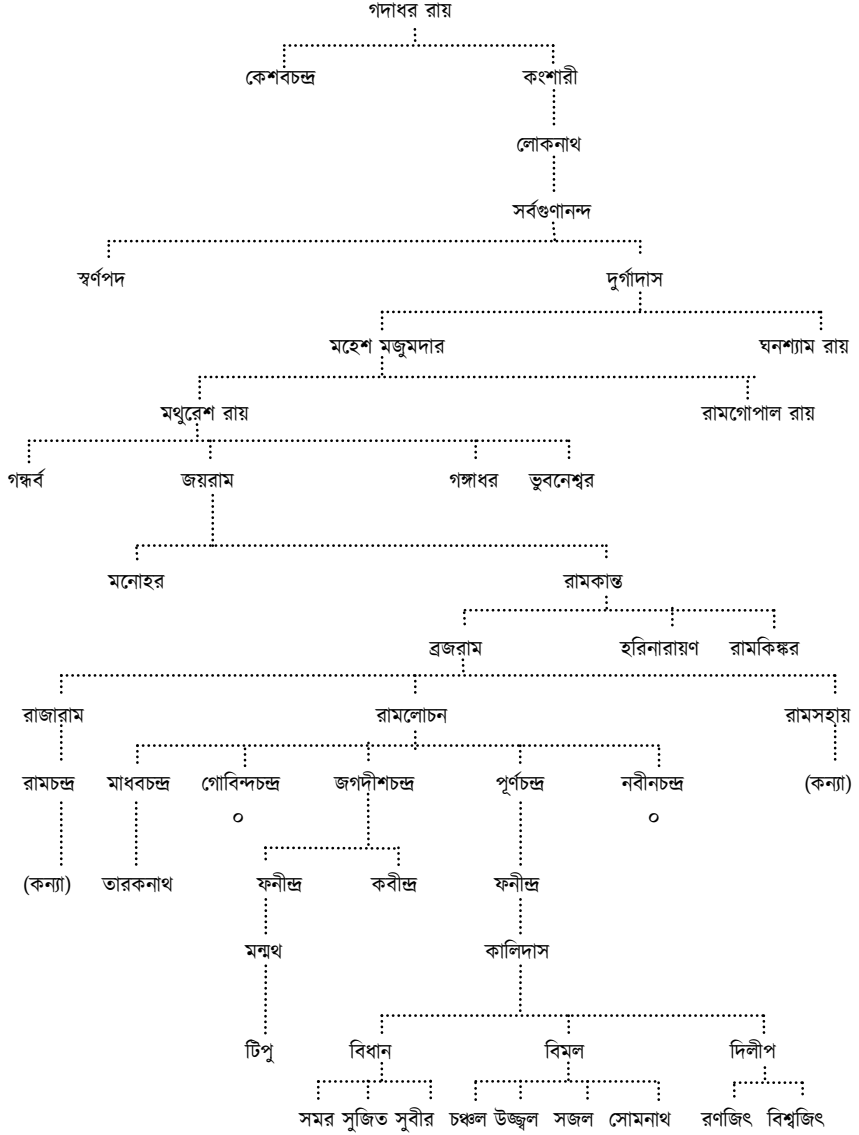 গদাধর রায়
কেশবচন্দ্র কংশারী
লোকনাথ
সর্বগুণানন্দ
স্বর্ণপদ দুর্গাদাস
মহেশ মজুমদার ঘনশ্যাম রায়
মথুরেশ রায় রামগোপাল রায়
গন্ধর্ব জয়রাম গঙ্গাধর ভুবনেশ্বর
মনোহর রামকান্ত
ব্রজরাম হরিনারায়ণ রামকিঙ্কর
রাজারাম রামলোচন রামসহায়
রামচন্দ্র মাধবচন্দ্র গোবিন্দচন্দ্র জগদীশচন্দ্র পূর্ণচন্দ্র নবীনচন্দ্র (কন্যা)
০ ০
(কন্যা) তারকনাথ ফনীন্দ্র কবীন্দ্র ফনীন্দ্র
মন্মথ কালিদাস
টিপু বিধান বিমল দিলীপ
সমর সুজিত সুবীর চঞ্চল উজ্জ্বল সজল সোমনাথ রণজিৎ বিশ্বজিৎ